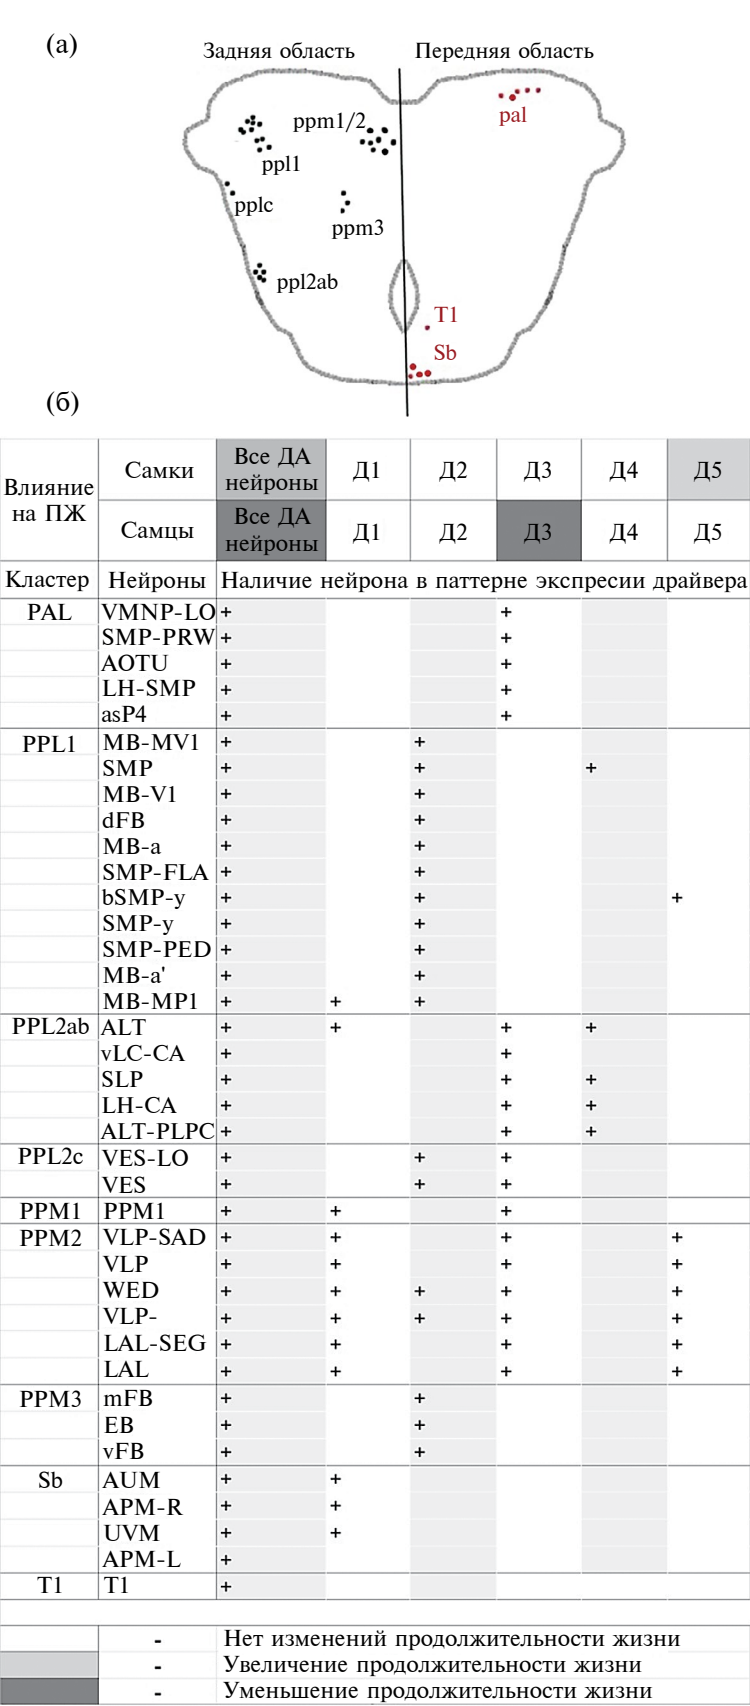 (а)
Задняя область Передняя область
ppm1/2 pal
ppl1
pplc
ppm3
ppl2ab
T1
Sb
(б)
Влияние на ПЖ Самки Все ДА нейроны Д1 Д2 Д3 Д4 Д5
Самцы Все ДА нейроны Д1 Д2 Д3 Д4 Д5
Кластер Нейроны Наличие нейрона в паттерне экспресии драйвера
PAL VMNP-LO + +
SMP-PRW + +
AOTU + +
LH-SMP + +
asP4 + +
PPL1 MB-MV1 + +
SMP + + +
MB-V1 + +
dFB + +
MB-a + +
SMP-FLA + +
bSMP-y + + +
SMP-y + +
SMP-PED + +
MB-a' + +
MB-MP1 + + +
PPL2ab ALT + + + +
vLC-CA + +
SLP + + +
LH-CA + + +
ALT-PLPC + + +
PPL2c VES-LO + + +
VES + + +
PPM1 PPM1 + + +
PPM2 VLP-SAD + + + +
VLP + + + +
WED + + + + +
VLP- + + + + +
LAL-SEG + + + +
LAL + + + +
PPM3 mFB + +
EB + +
vFB + +
Sb AUM + +
APM-R + +
UVM + +
APM-L +
T1 T1 +
- Нет изменений продолжительности жизни
- Увеличение продолжительности жизни
- Уменьшение продолжительности жизни